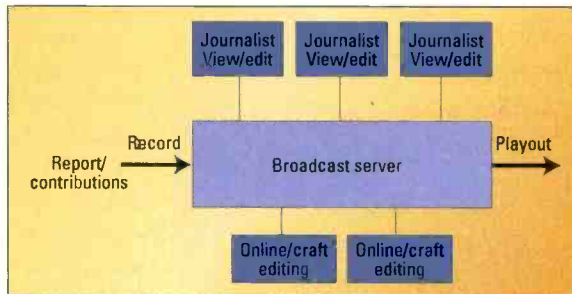 Journalist
View/edit
Journalist
View/edit
Journalist
View/edit
Record
Report/
contributions
Broadcast server
Playout
Online/craft
editing
Online/craft
editing